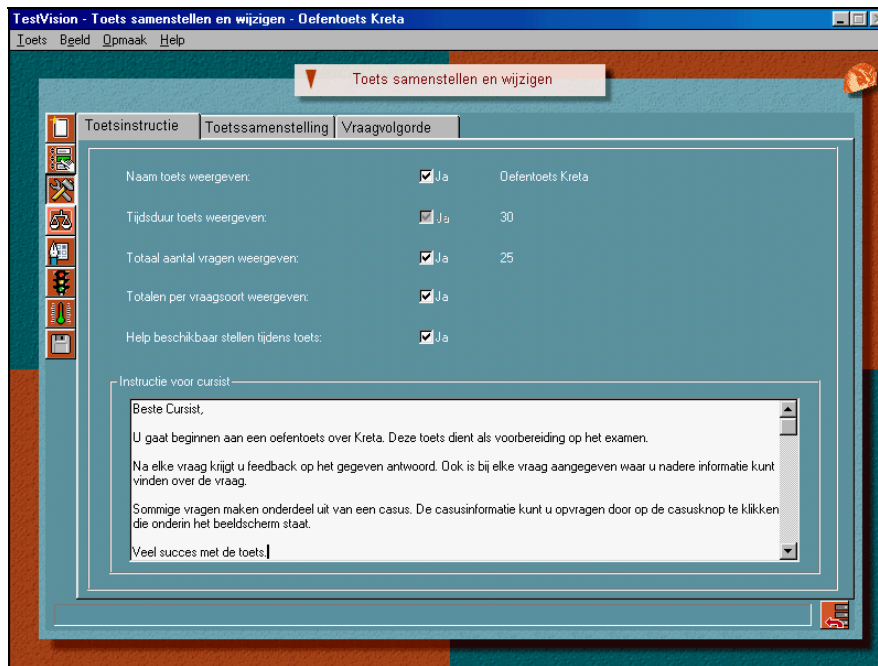 TestVision - Toets samenstellen en wijzigen - Oefentoets Kreta
Toets Beeld Opmaak Help
Toets samenstellen en wijzigen
Toetsinstructie Toetssamenstelling Vraagvolgorde
Naam toets weergeven: Ja Oefentoets Kreta
Tijdsduur toets weergeven: Ja 30
Totaal aantal vragen weergeven: Ja 25
Totalen per vraagsoort weergeven: Ja
Help beschikbaar stellen tijdens toets: Ja
Instructie voor cursist
Beste Cursist,
U gaat beginnen aan een oefentoets over Kreta. Deze toets dient als voorbereiding op het examen.
Na elke vraag krijgt u feedback op het gegeven antwoord. Ook is bij elke vraag aangegeven waar u nadere informatie kunt
vinden over de vraag.
Sommige vragen maken onderdeel uit van een casus. De casusinformatie kunt u opvragen door op de casusknop te klikken
die onderin het beeldscherm staat.
Veel succes met de toets.